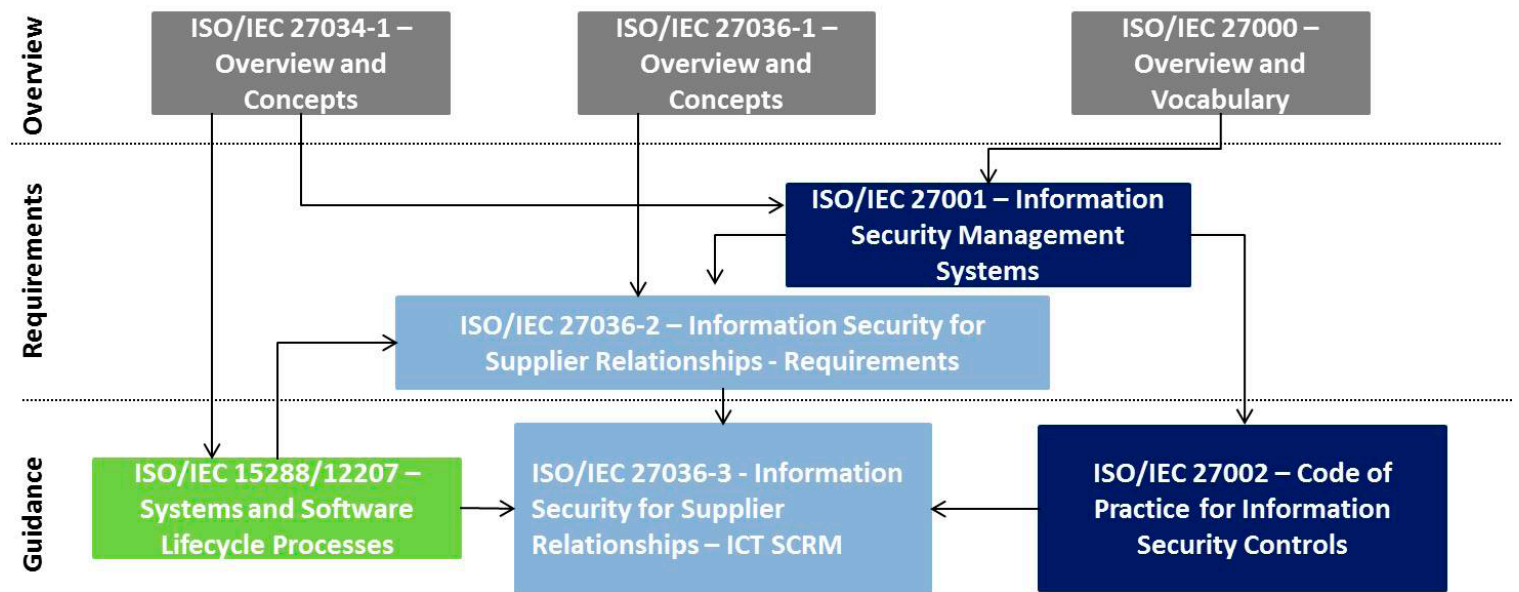 Overview
ISO/IEC 27034-1 –
Overview and
Concepts
ISO/IEC 27036-1 –
Overview and
Concepts
ISO/IEC 27000 –
Overview and
Vocabulary
Requirements
ISO/IEC 27001 – Information
Security Management
Systems
ISO/IEC 27036-2 – Information Security for
Supplier Relationships - Requirements
Guidance
ISO/IEC 15288/12207 –
Systems and Software
Lifecycle Processes
ISO/IEC 27036-3 - Information
Security for Supplier
Relationships – ICT SCRM
ISO/IEC 27002 – Code of
Practice for Information
Security Controls